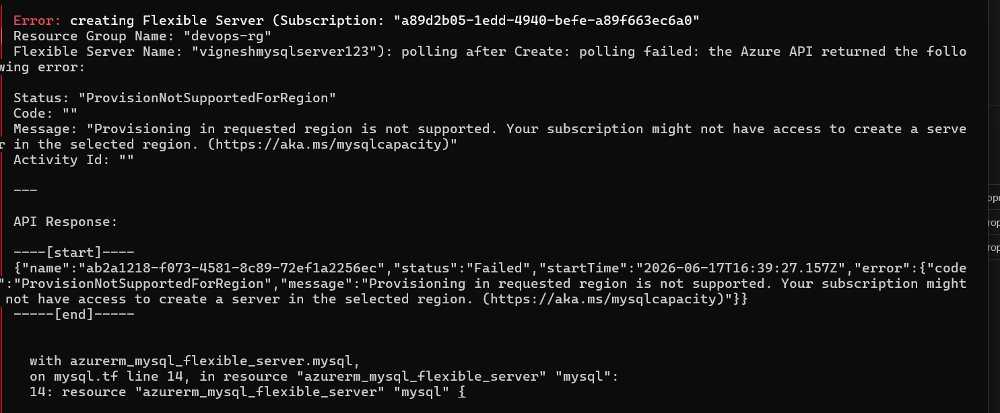 Error: creating Flexible Server (Subscription: "a89d2b05-1edd-4940-befe-a89f663ec6a0"
Resource Group Name: "devops-rg"
Flexible Server Name: "vigneshmysqlserver123"): polling after Create: polling failed: the Azure API returned the follo
wing error:
Status: "ProvisionNotSupportedForRegion"
Code: ""
Message: "Provisioning in requested region is not supported. Your subscription might not have access to create a serve
r in the selected region. (https://aka.ms/mysqlcapacity)"
Activity Id: ""
---
API Response:
----[start]----
{"name":"ab2a1218-f073-4581-8c89-72ef1a2256ec","status":"Failed","startTime":"2026-06-17T16:39:27.157Z","error":{"code
":"ProvisionNotSupportedForRegion","message":"Provisioning in requested region is not supported. Your subscription might
not have access to create a server in the selected region. (https://aka.ms/mysqlcapacity)"}}
-----[end]-----
with azurerm_mysql_flexible_server.mysql,
on mysql.tf line 14, in resource "azurerm_mysql_flexible_server" "mysql":
14: resource "azurerm_mysql_flexible_server" "mysql" {